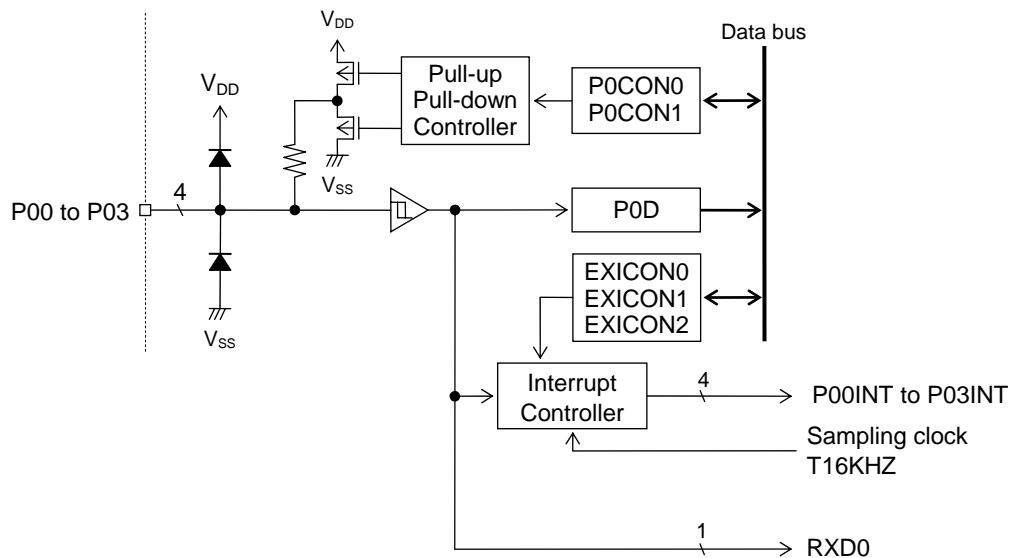 VDD
Data bus
VDD
Pull-up
Pull-down
Controller
P0CON0
P0CON1
VSS
P00 to P03
4
P0D
EXICON0
EXICON1
EXICON2
VSS
Interrupt
Controller
4
P00INT to P03INT
Sampling clock
T16KHZ
1
RXD0